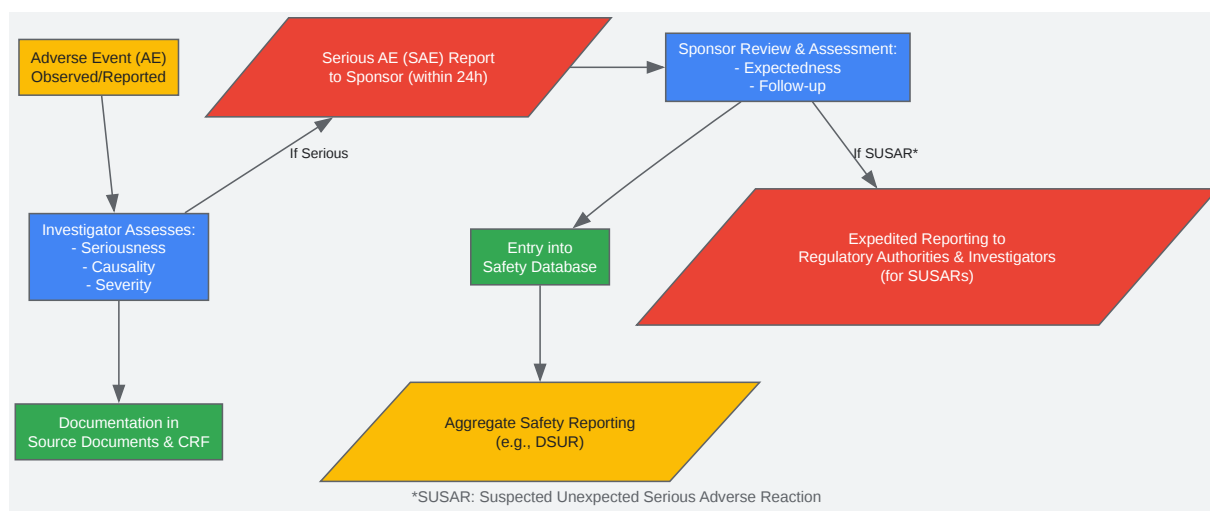 Adverse Event (AE)
Observed/Reported
Serious AE (SAE) Report
to Sponsor (within 24h)
Sponsor Review & Assessment:
- Expectedness
- Follow-up
If Serious
If SUSAR*
Investigator Assesses:
- Seriousness
- Causality
- Severity
Entry into
Safety Database
Expedited Reporting to
Regulatory Authorities & Investigators
(for SUSARs)
Documentation in
Source Documents & CRF
Aggregate Safety Reporting
(e.g., DSUR)
*SUSAR: Suspected Unexpected Serious Adverse Reaction